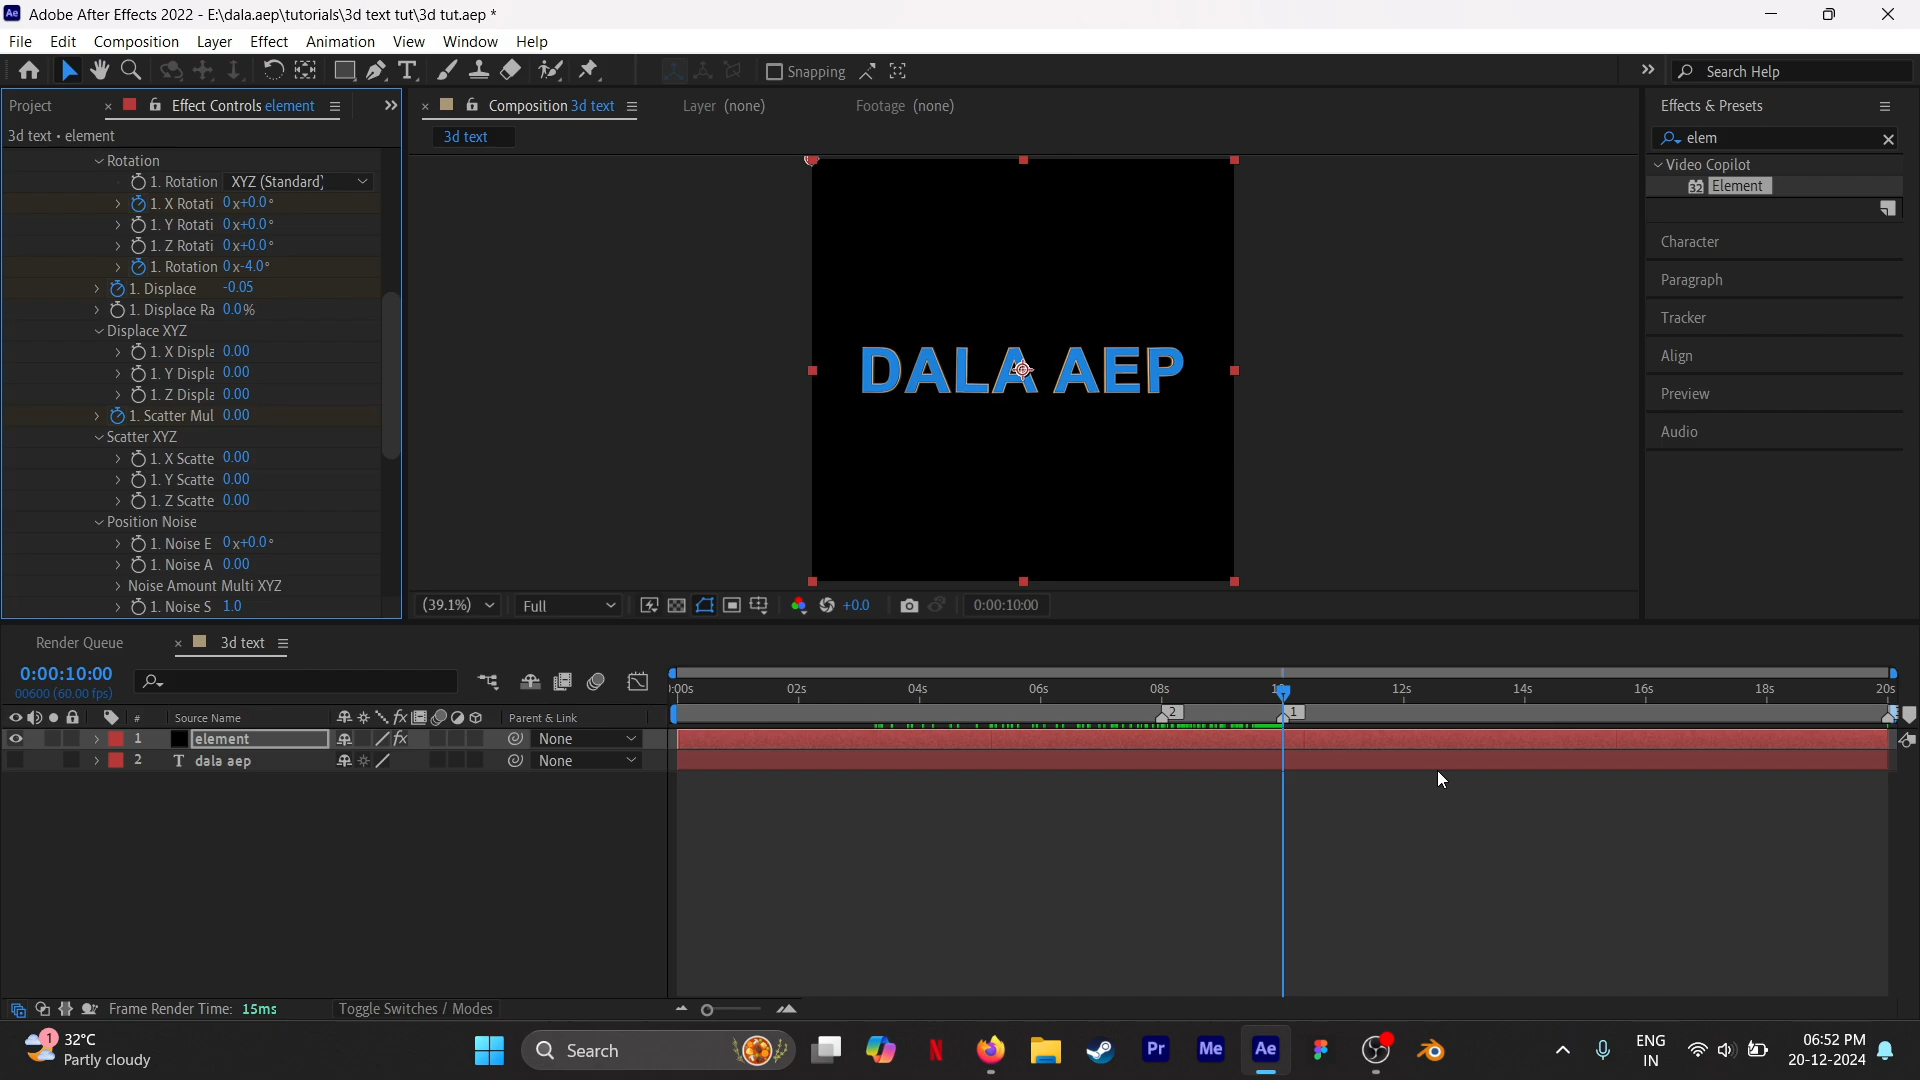 Ae Adobe After Effects 2022 - E:\dala.aep\tutorials\3d text tut\3d tut.aep *
File Edit Composition Layer Effect Animation View Window Help
Snapping Search Help
Project Effect Controls element
Composition 3d text
Layer (none)
Footage (none)
Effects & Presets
3d text • element
3d text
elem
Video Copilot
32 Element
Character
Paragraph
Tracker
Align
Preview
Audio
Rotation
1. Rotation XYZ (Standard)
1. X Rotati 0x+0.0°
1. Y Rotati 0x+0.0°
1. Z Rotati 0x+0.0°
1. Rotation 0x-4.0°
1. Displace -0.05
1. Displace Ra 0.0%
Displace XYZ
1. X Displa 0.00
1. Y Displa 0.00
1. Z Displa 0.00
1. Scatter Mul 0.00
Scatter XYZ
1. X Scatte 0.00
1. Y Scatte 0.00
1. Z Scatte 0.00
Position Noise
1. Noise E 0x+0.0°
1. Noise A 0.00
Noise Amount Multi XYZ
1. Noise S 1.0
DALA AEP
(39.1%) Full +0.0 0:00:10:00
Render Queue 3d text
0:00:10:00
00600 (60.00 fps)
:00s 02s 04s 06s 08s 12s 14s 16s 18s 20s
# Source Name fx Parent & Link
2 1
1 element fx None
2 T dala aep None
Frame Render Time: 15ms Toggle Switches / Modes
1 32°C
Partly cloudy
Search
N Pr Me Ae
ENG
IN
06:52 PM
20-12-2024